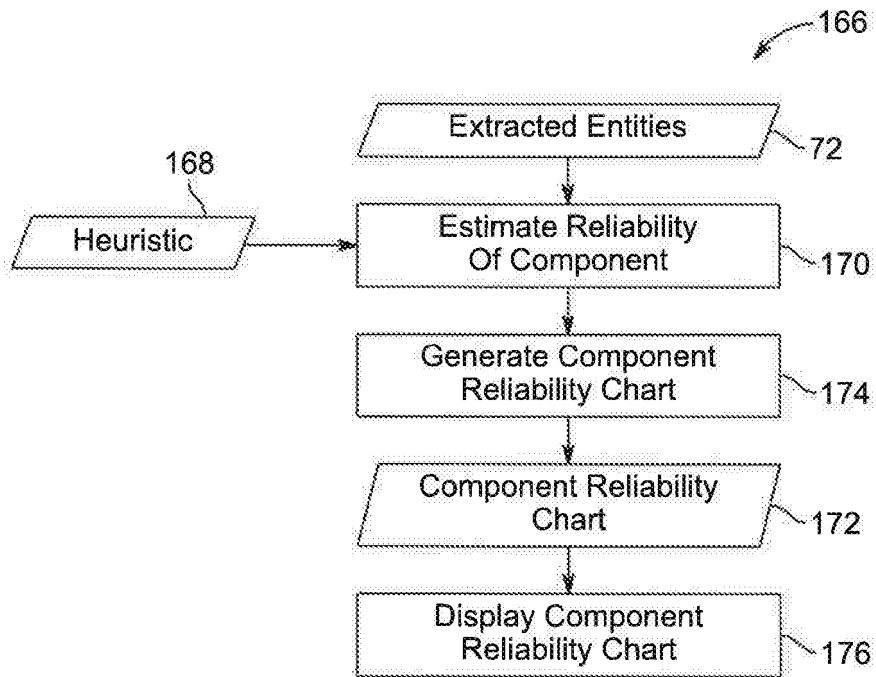 166
Extracted Entities
72
168
Heuristic
Estimate Reliability
Of Component
170
Generate Component
Reliability Chart
174
Component Reliability
Chart
172
Display Component
Reliability Chart
176